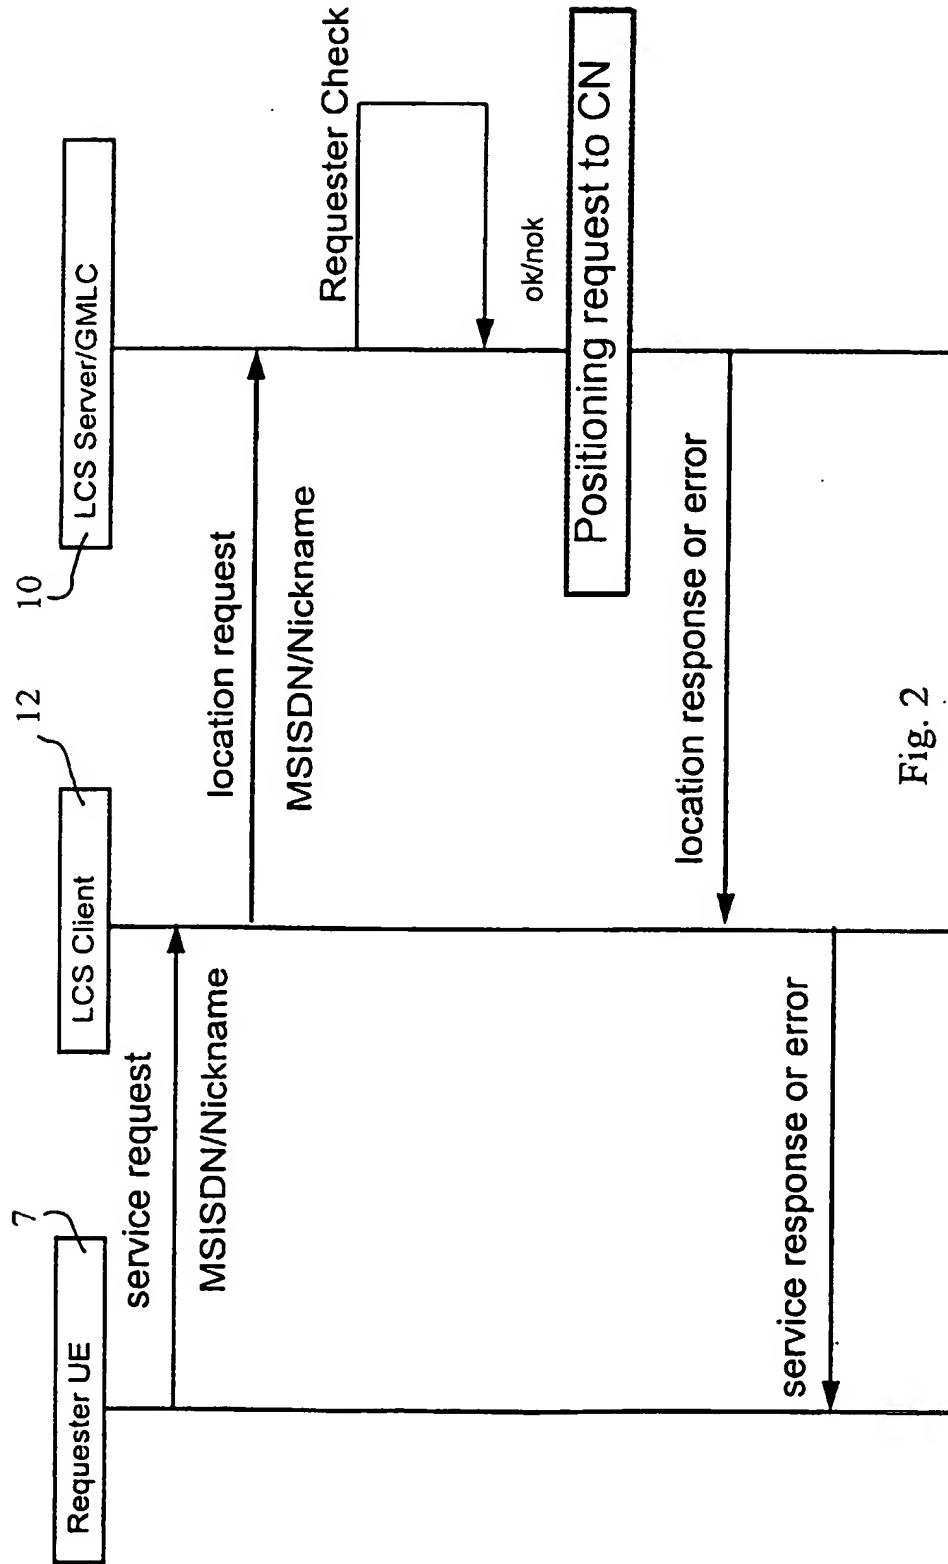 Requester UE
7
LCS Client
12
LCS Server/GMLC
10
service request
MSISDN/Nickname
location request
MSISDN/Nickname
Requester Check
ok/nok
Positioning request to CN
location response or error
service response or error
Fig. 2